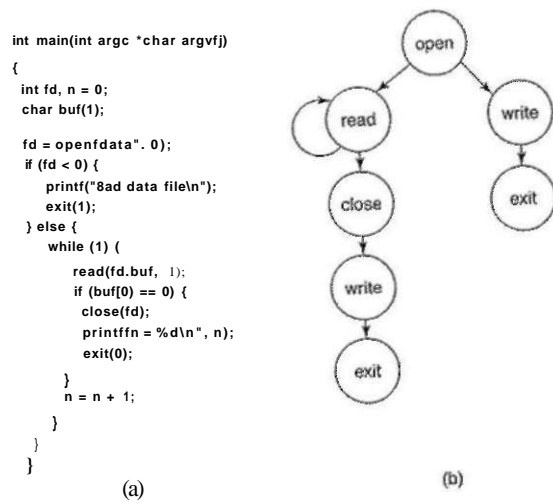 int main(int argc *char argvfj)
{
int fd, n = 0;
char buf(1);
fd = openfdata". 0);
if (fd < 0) {
printf("8ad data file\n");
exit(1);
} else {
while (1) (
read(fd.buf, 1);
if (buf[0) == 0) {
close(fd);
printffn = %d\n", n);
exit(0);
}
n = n + 1;
}
}
}
(a)
open
read
write
close
exit
write
exit
(b)